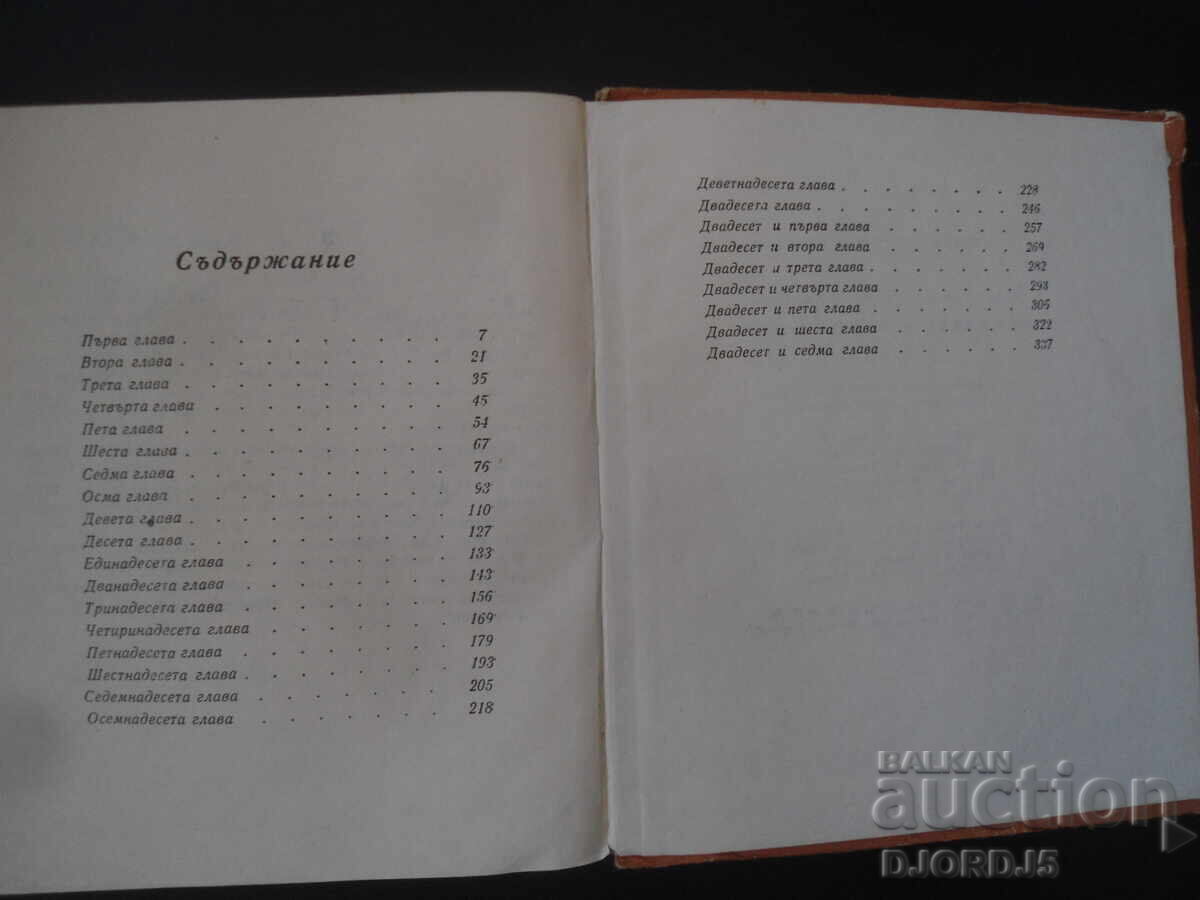 Съдържание
Първа глава . . . . . . . . . . 7
Втора глава . . . . . . . . . . 21
Трета глава . . . . . . . . . . 35
Четвърта глава . . . . . . . . . 45
Пета глава . . . . . . . . . . 54
Шеста глава . . . . . . . . . . 67
Седма глава . . . . . . . . . . 76
Осма глава . . . . . . . . . . 93
Девета глава . . . . . . . . . . 110
Десета глава . . . . . . . . . . 127
Единадесета глава . . . . . . . . 133
Дванадесета глава . . . . . . . . 143
Тринадесета глава . . . . . . . . 156
Четиринадесета глава . . . . . . . 169
Петнадесета глава . . . . . . . . 179
Шестнадесета глава . . . . . . . . 193
Седемнадесета глава . . . . . . . 205
Осемнадесета глава . . . . . . . 218
Деветнадесета глава . . . . . . . . 228
Двадесета глава . . . . . . . . . 246
Двадесет и първа глава . . . . . . 257
Двадесет и втора глава . . . . . . 269
Двадесет и трета глава . . . . . . . 282
Двадесет и четвърта глава . . . . . . 293
Двадесет и пета глава . . . . . . 305
Двадесет и шеста глава . . . . . . 322
Двадесет и седма глава . . . . . . 337
BALKAN
auction
DJORDJ5